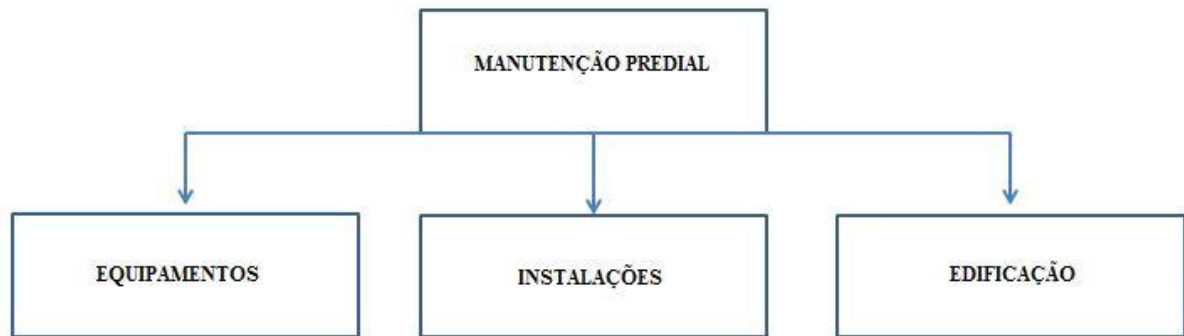 MANUTENÇÃO PREDIAL
EQUIPAMENTOS
INSTALAÇÕES
EDIFICAÇÃO